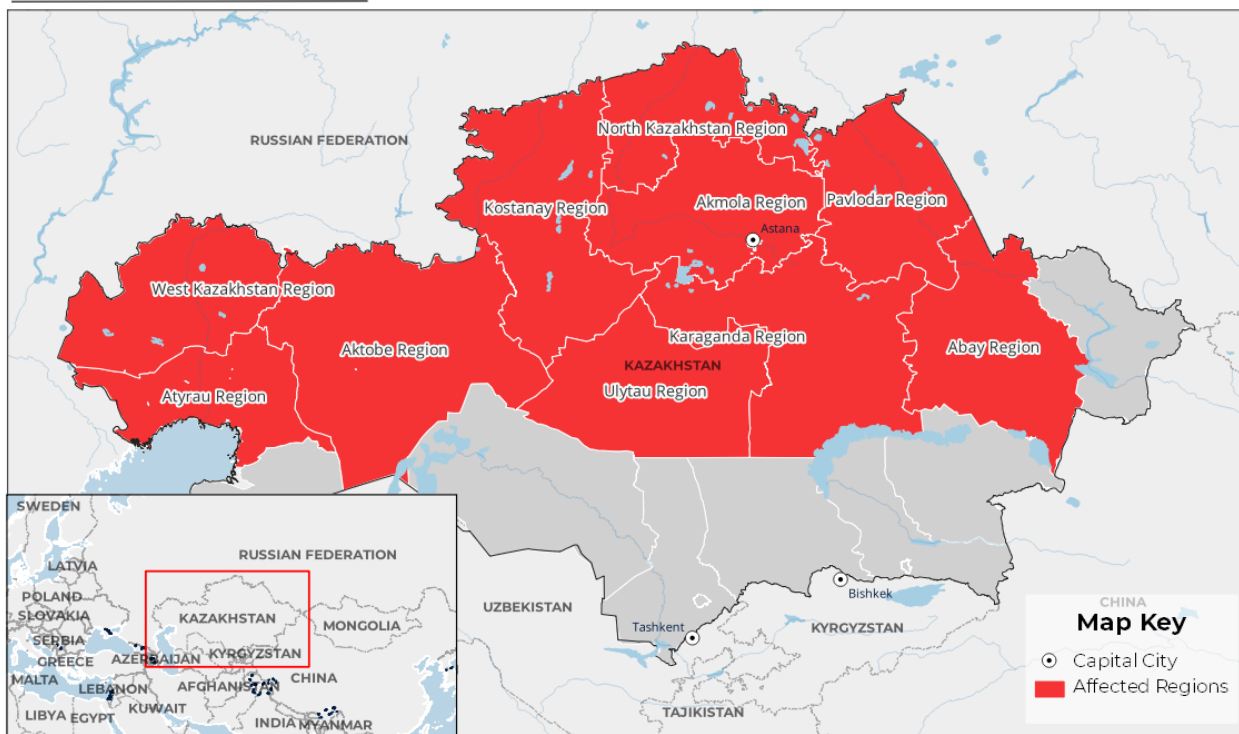 RUSSIAN FEDERATION
North Kazakhstan Region
Kostanay Region
Akmola Region
Pavlodar Region
Astana
West Kazakhstan Region
Aktobe Region
Karaganda Region
Abay Region
KAZAKHSTAN
Atyrau Region
Ulytau Region
UZBEKISTAN
Tashkent
Bishkek
KYRGYZSTAN
TAJIKISTAN
CHINA
Map Key
Capital City
Affected Regions
SWEDEN
RUSSIAN FEDERATION
LATVIA
POLAND
SLOVAKIA
KAZAKHSTAN
MONGOLIA
SERBIA
GREECE
AZERBAIJAN
KYRGYZSTAN
MALTA
LEBANON
AFGHANISTAN
CHINA
KUWAIT
LIBYA
EGYPT
INDIA
MYANMAR